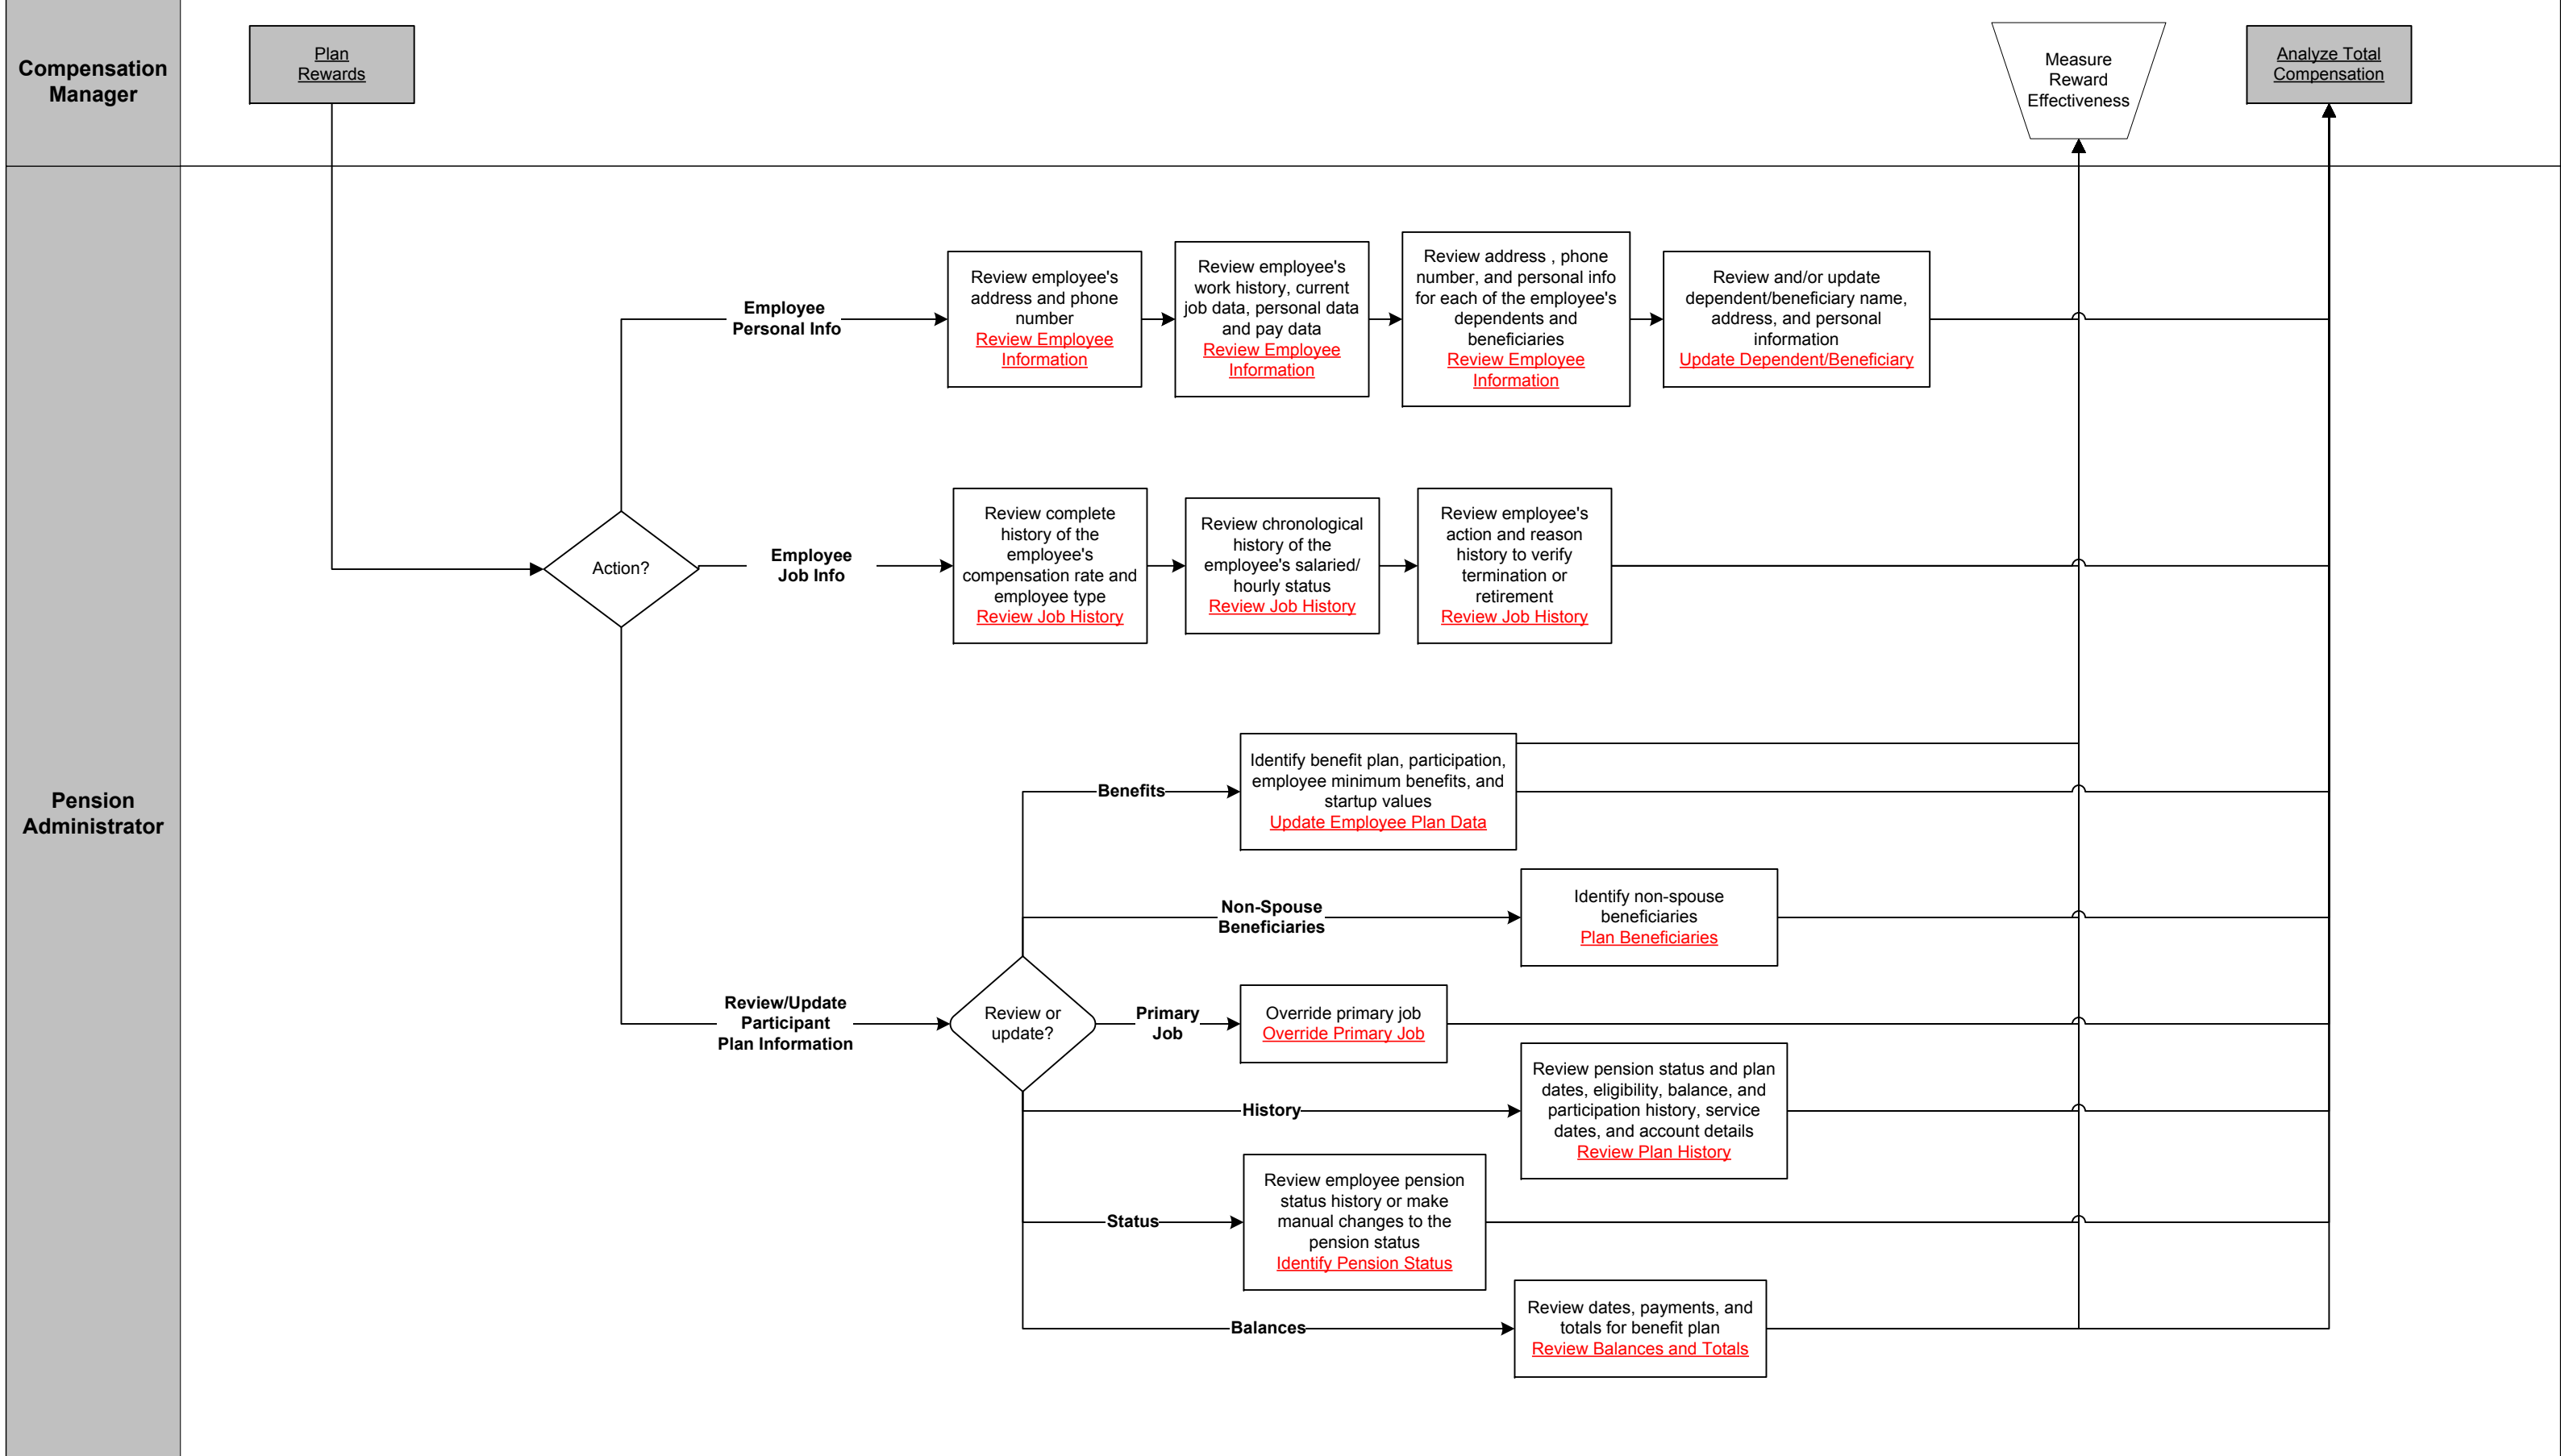 Compensation
Manager
Plan
Rewards
Measure
Reward
Effectiveness
Analyze Total
Compensation
Pension
Administrator
Action?
Employee
Personal Info
Review employee's
address and phone
number
Review Employee
Information
Review employee's
work history, current
job data, personal data
and pay data
Review Employee
Information
Review address , phone
number, and personal info
for each of the employee's
dependents and
beneficiaries
Review Employee
Information
Review and/or update
dependent/beneficiary name,
address, and personal
information
Update Dependent/Beneficiary
Employee
Job Info
Review complete
history of the
employee's
compensation rate and
employee type
Review Job History
Review chronological
history of the
employee's salaried/
hourly status
Review Job History
Review employee's
action and reason
history to verify
termination or
retirement
Review Job History
Review/Update
Participant
Plan Information
Review or
update?
Benefits
Identify benefit plan, participation,
employee minimum benefits, and
startup values
Update Employee Plan Data
Non-Spouse
Beneficiaries
Identify non-spouse
beneficiaries
Plan Beneficiaries
Primary
Job
Override primary job
Override Primary Job
History
Review pension status and plan
dates, eligibility, balance, and
participation history, service
dates, and account details
Review Plan History
Status
Review employee pension
status history or make
manual changes to the
pension status
Identify Pension Status
Balances
Review dates, payments, and
totals for benefit plan
Review Balances and Totals